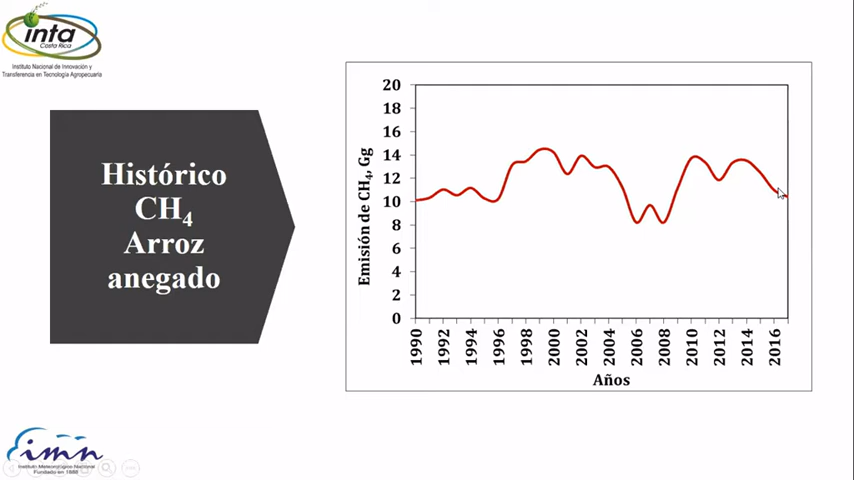 inta
Costa Rica
Instituto Nacional de Innovación y
Transferencia en Tecnología Agropecuaria
Histórico
CH₄
Arroz
anegado
Emisión de CH₄, Gg
20
18
16
14
12
10
8
6
4
2
0
1990 1992 1994 1996 1998 2000 2002 2004 2006 2008 2010 2012 2014 2016
Años
imn
Instituto Meteorológico Nacional
Fundado en 1888